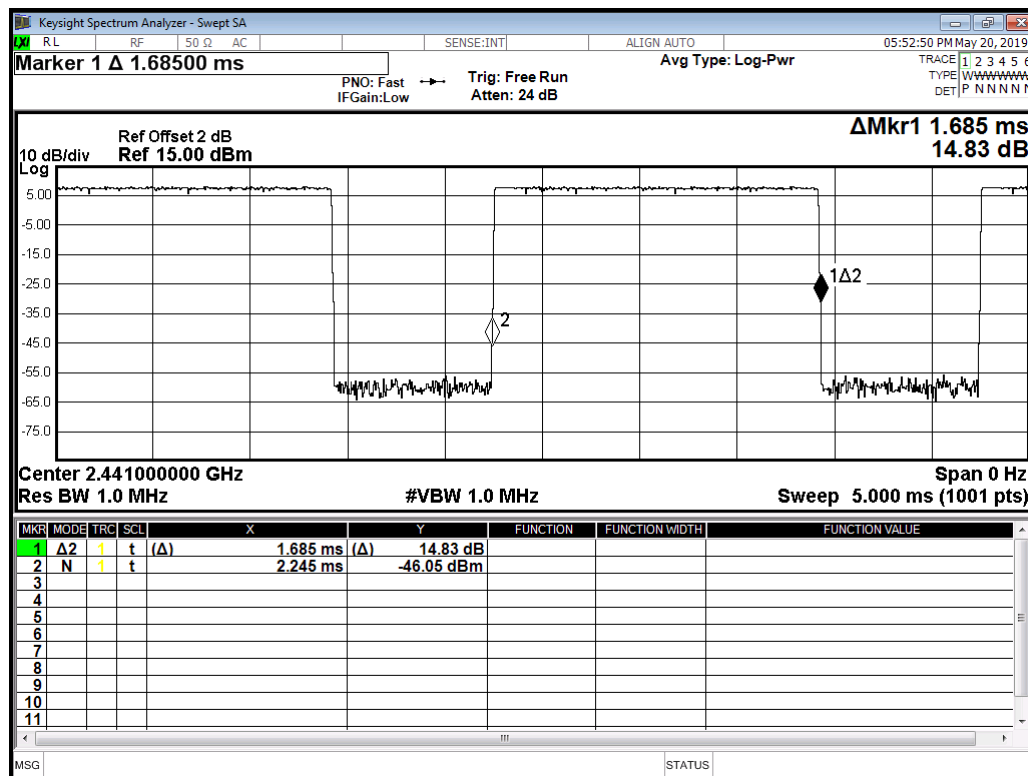 Keysight Spectrum Analyzer - Swept SA
LXI RL RF 50 Ω AC SENSE:INT ALIGN AUTO 05:52:50 PM May 20, 2019
Marker 1 Δ 1.68500 ms
PNO: Fast
IFGain:Low
Trig: Free Run
Atten: 24 dB
Avg Type: Log-Pwr
TRACE 1 2 3 4 5 6
TYPE WWWWWW
DET P N N N N N
ΔMkr1 1.685 ms
14.83 dB
Ref Offset 2 dB
10 dB/div Ref 15.00 dBm
Log
5.00
-5.00
-15.0
-25.0
-35.0
-45.0
-55.0
-65.0
-75.0
1Δ2
2
Center 2.441000000 GHz Span 0 Hz
Res BW 1.0 MHz #VBW 1.0 MHz Sweep 5.000 ms (1001 pts)
MKR MODE TRC SCL X Y FUNCTION FUNCTION WIDTH FUNCTION VALUE
1 Δ2 1 t (Δ) 1.685 ms (Δ) 14.83 dB
2 N 1 t 2.245 ms -46.05 dBm
3
4
5
6
7
8
9
10
11
MSG STATUS